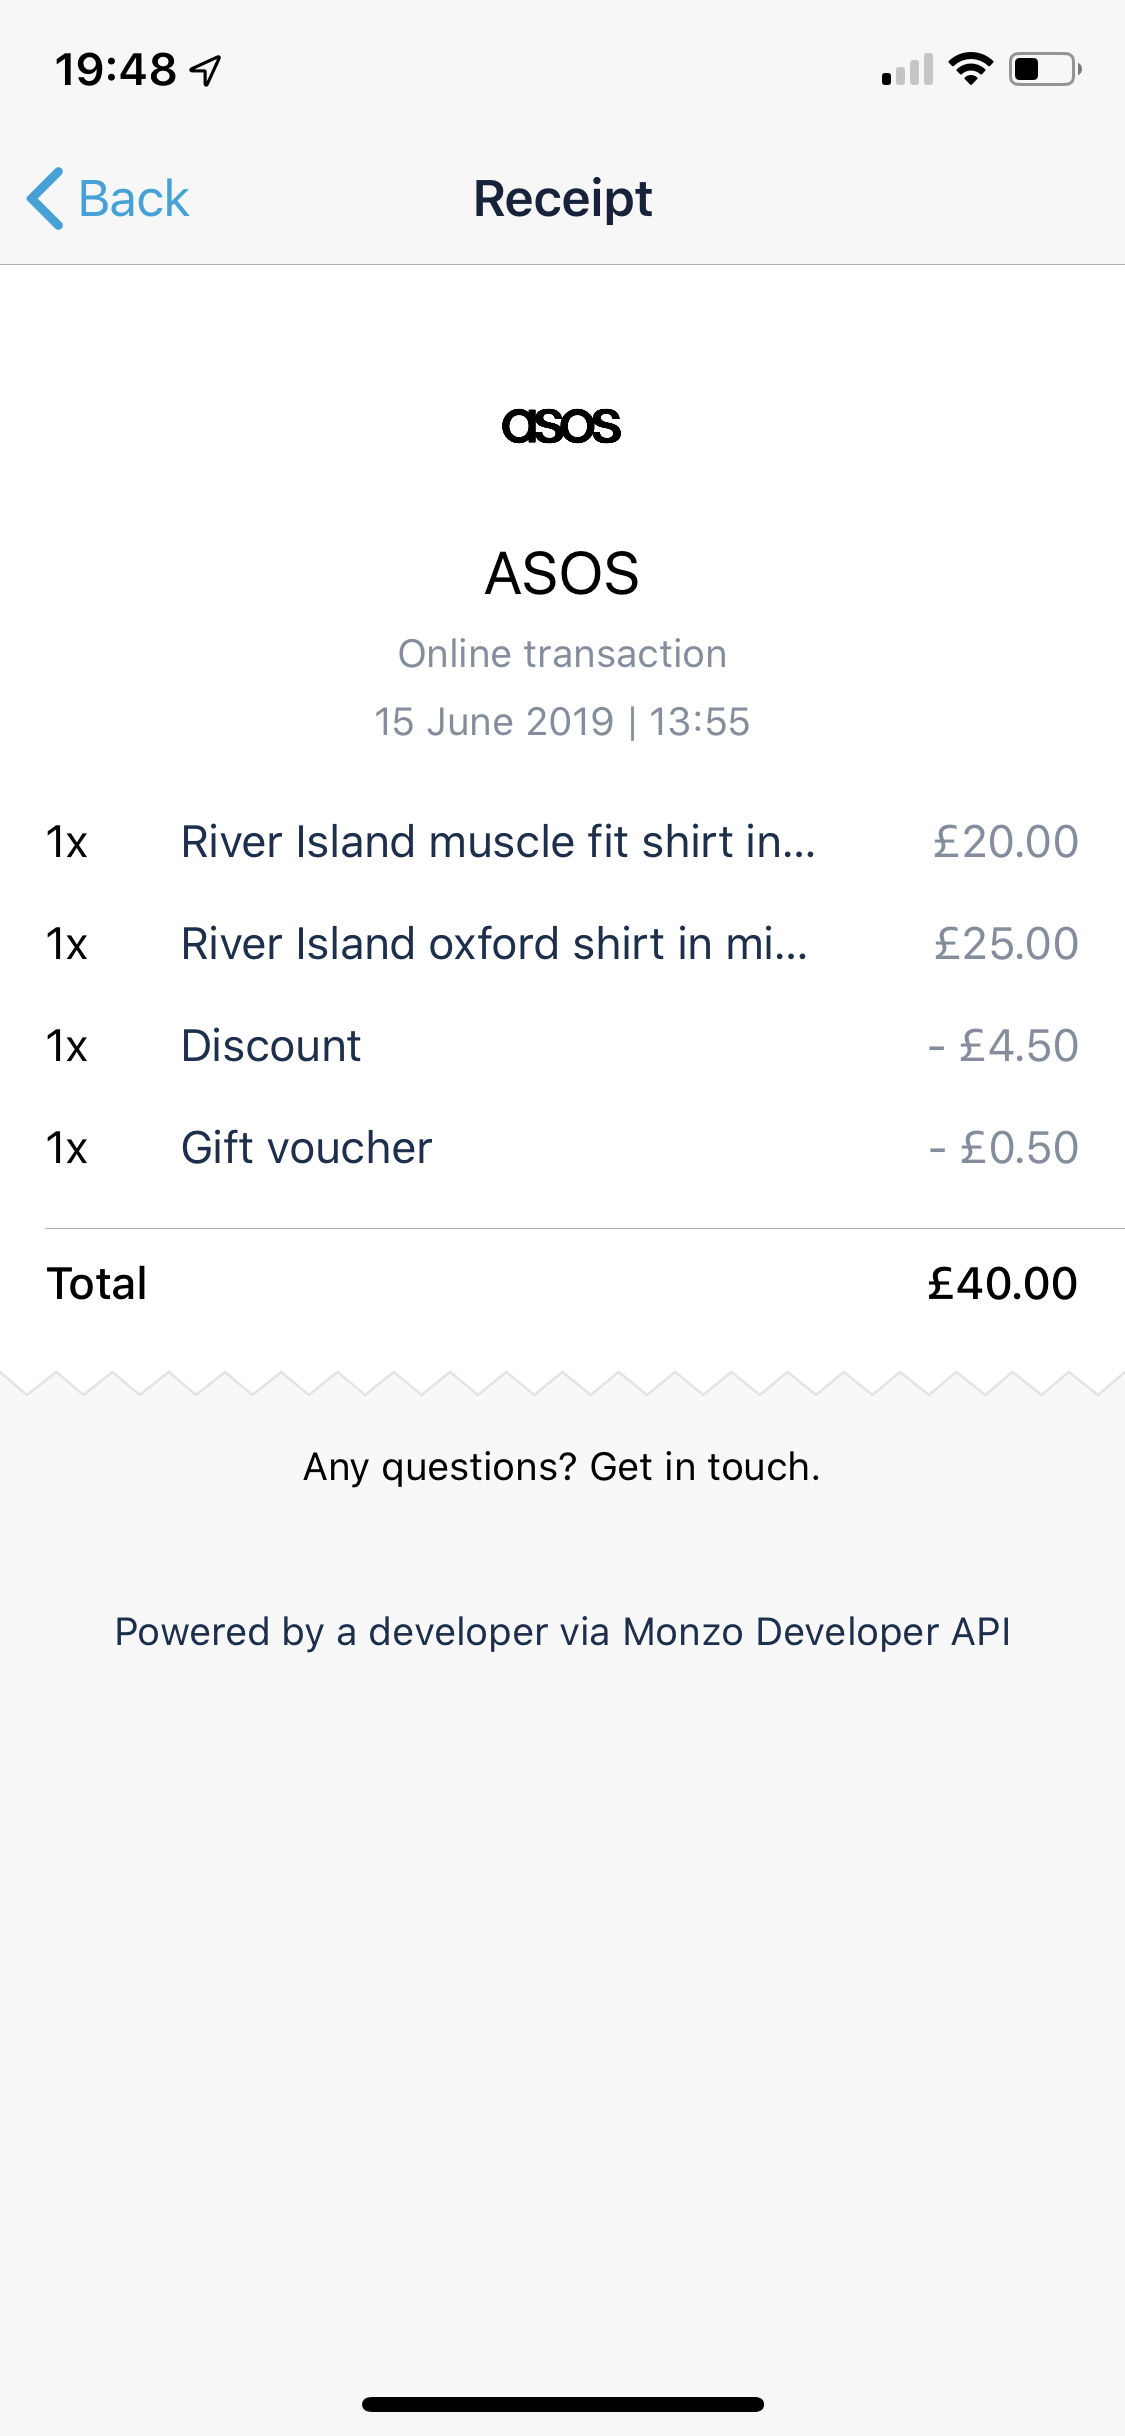 19:48
Back Receipt
asos
ASOS
Online transaction
15 June 2019 | 13:55
1x River Island muscle fit shirt in... £20.00
1x River Island oxford shirt in mi... £25.00
1x Discount - £4.50
1x Gift voucher - £0.50
Total £40.00
Any questions? Get in touch.
Powered by a developer via Monzo Developer API